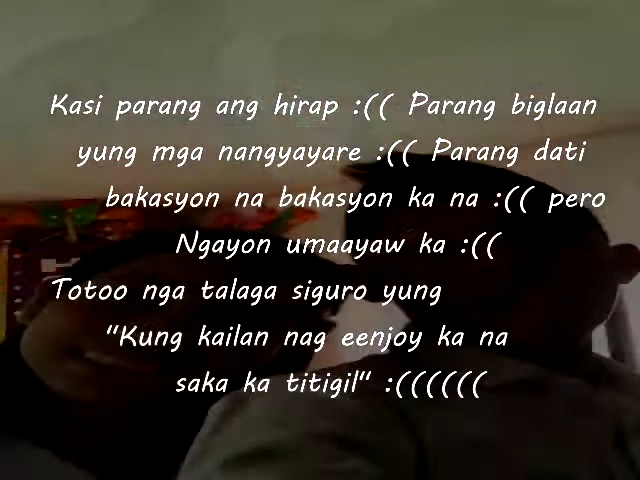 Kasi parang ang hirap :(( Parang biglaan
yung mga nangyayare :(( Parang dati
bakasyon na bakasyon ka na :(( pero
Ngayon umaayaw ka :((
Totoo nga talaga siguro yung
"Kung kailan nag eenjoy ka na
saka ka titigil" :((((((